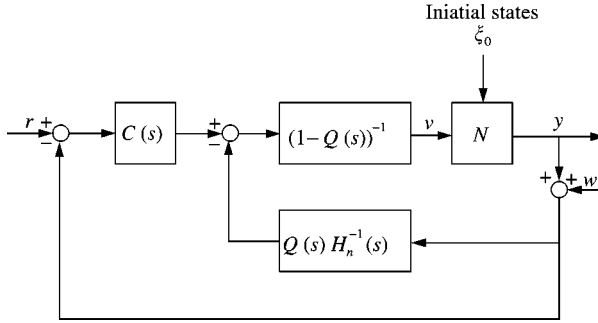 Iniatial states
ξ₀
r + −
C (s)
+ −
(1− Q (s))⁻¹
v
N
y
+ + w
Q (s) Hₙ⁻¹(s)